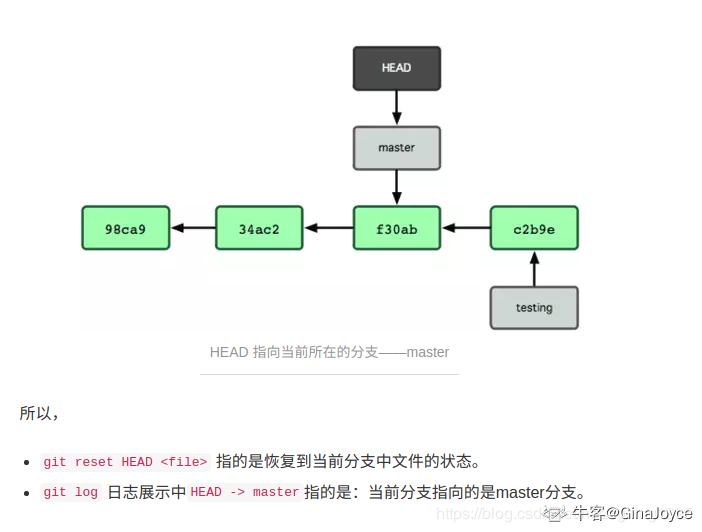 HEAD
master
98ca9 34ac2 f30ab c2b9e
testing
HEAD 指向当前所在的分支——master
所以，
git reset HEAD <file> 指的是恢复到当前分支中文件的状态。
git log 日志展示中 HEAD -> master 指的是：当前分支指向的是master分支。
https://blog.csd
牛客@GinaJoyce